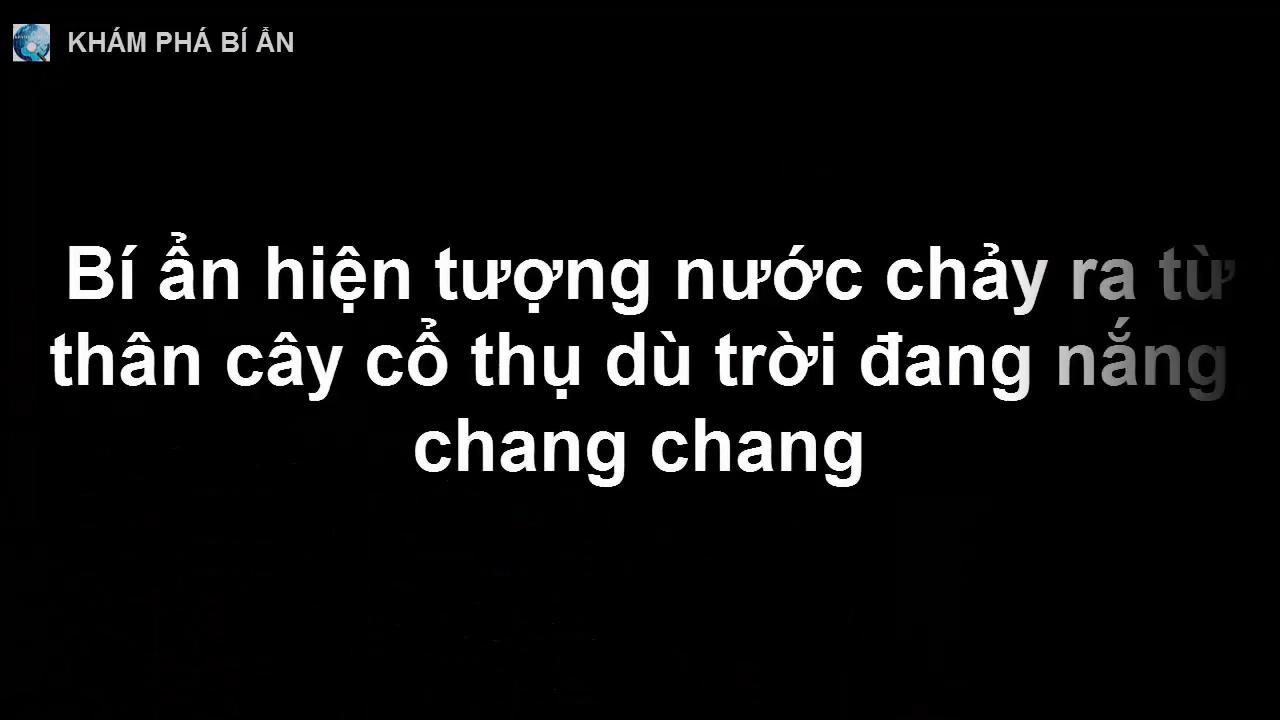 KHÁM PHÁ BÍ ẨN
Bí ẩn hiện tượng nước chảy ra từ
thân cây cổ thụ dù trời đang nắng
chang chang